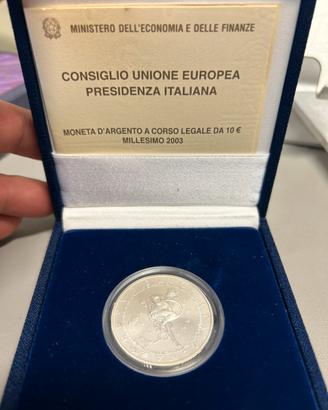 MINISTERO DELL'ECONOMIA E DELLE FINANZE
CONSIGLIO UNIONE EUROPEA
PRESIDENZA ITALIANA
MONETA D'ARGENTO A CORSO LEGALE DA 10 €
MILLESIMO 2003